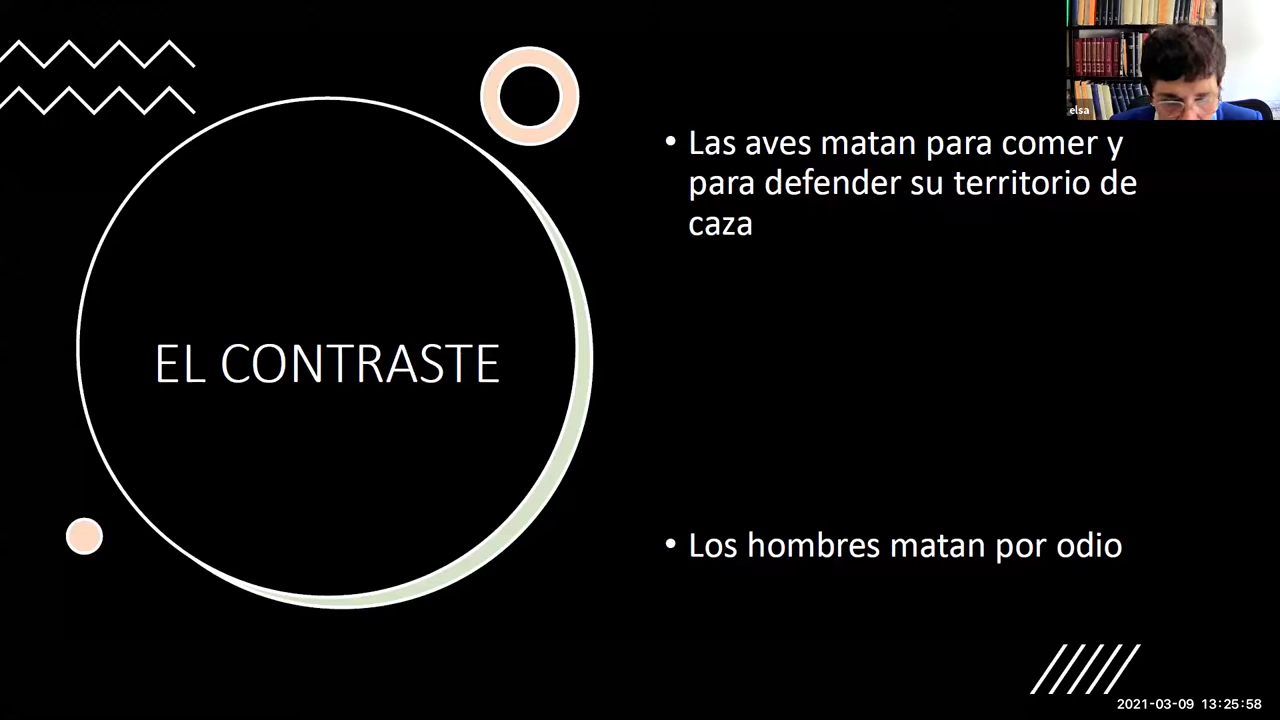 elsa
• Las aves matan para comer y
para defender su territorio de
caza
EL CONTRASTE
• Los hombres matan por odio
2021-03-09 13:25:58